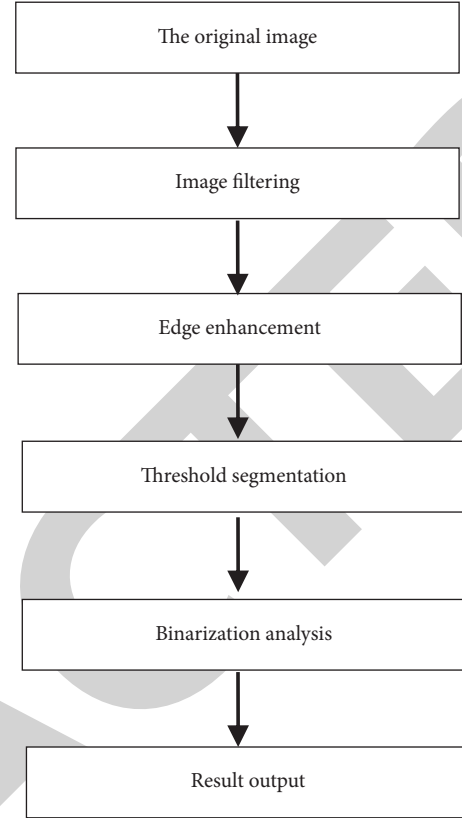 The original image
Image filtering
Edge enhancement
Threshold segmentation
Binarization analysis
Result output